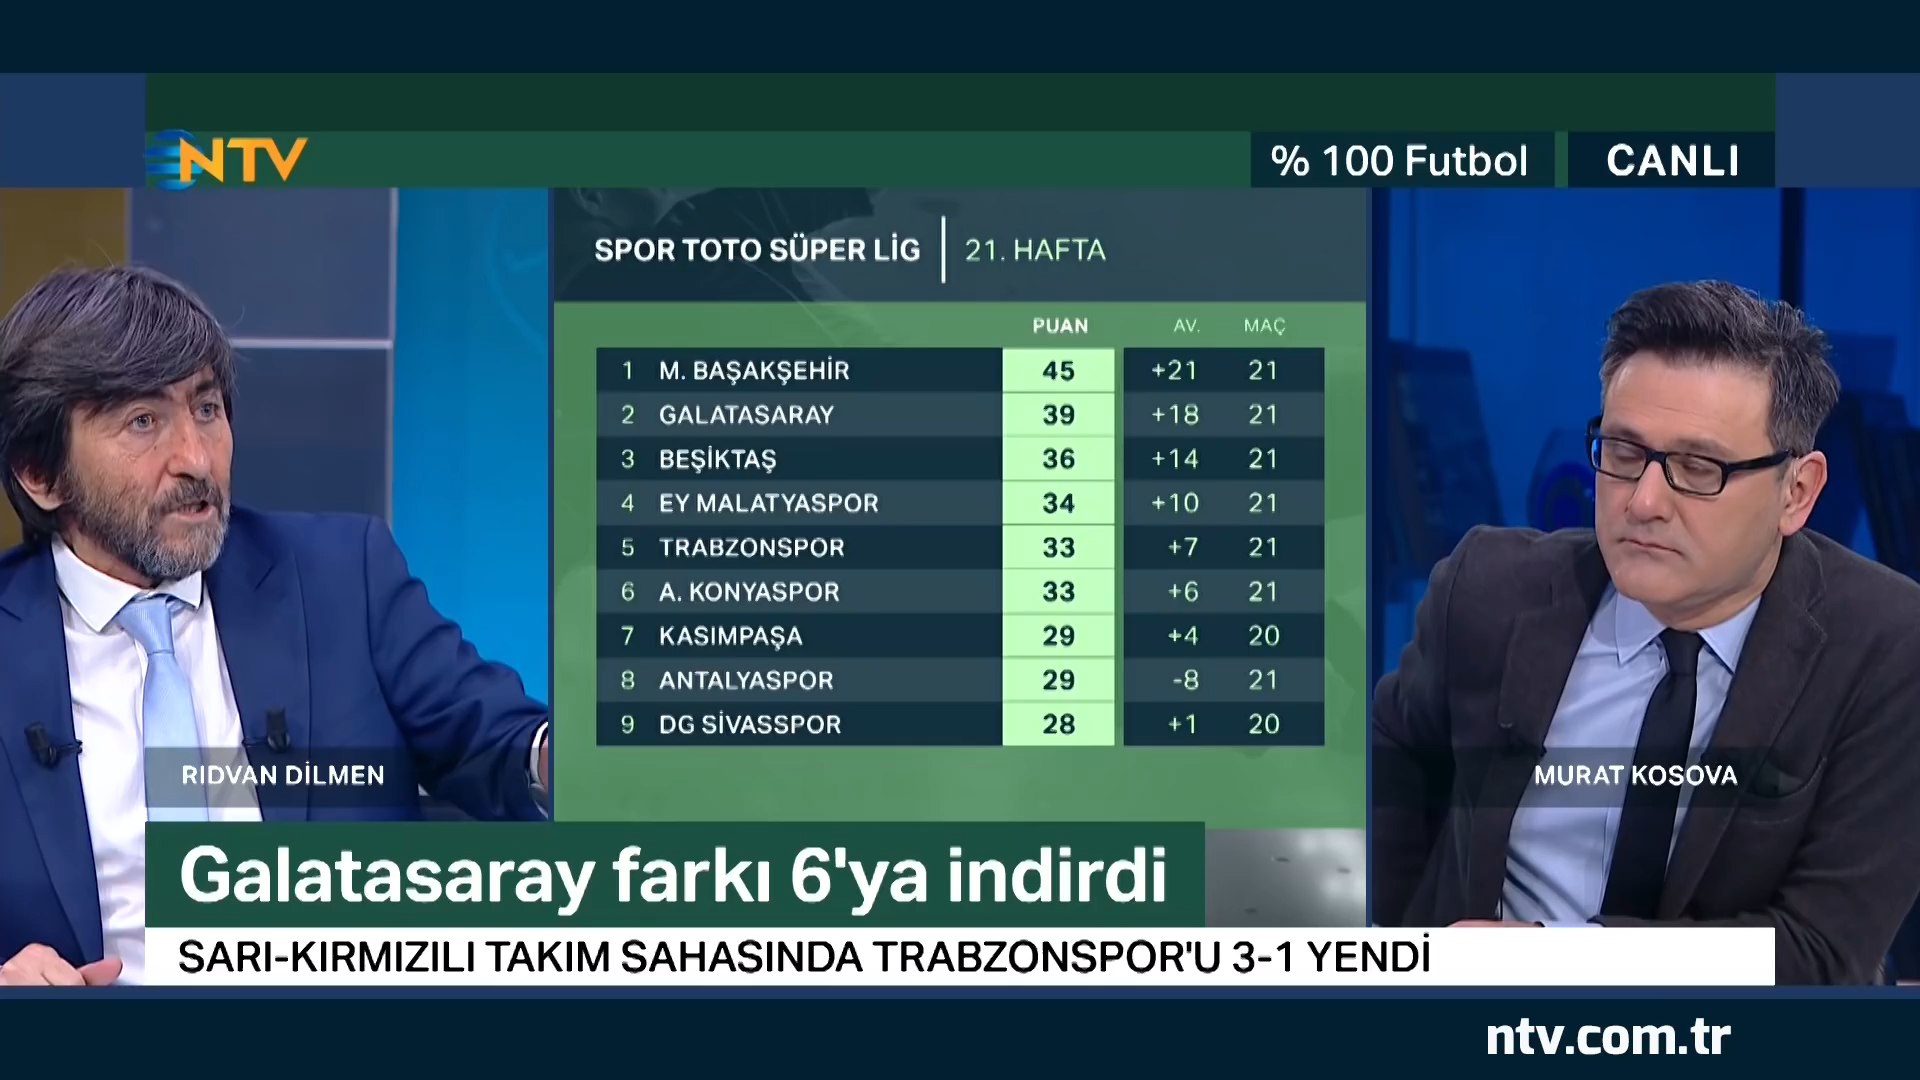 NTV
% 100 Futbol CANLI
SPOR TOTO SÜPER LİG 21. HAFTA
PUAN AV. MAÇ
1 M. BAŞAKŞEHİR 45 +21 21
2 GALATASARAY 39 +18 21
3 BEŞİKTAŞ 36 +14 21
4 EY MALATYASPOR 34 +10 21
5 TRABZONSPOR 33 +7 21
6 A. KONYASPOR 33 +6 21
7 KASIMPAŞA 29 +4 20
8 ANTALYASPOR 29 -8 21
9 DG SİVASSPOR 28 +1 20
RIDVAN DİLMEN
MURAT KOSOVA
Galatasaray farkı 6'ya indirdi
SARI-KIRMIZILI TAKIM SAHASINDA TRABZONSPOR'U 3-1 YENDİ
ntv.com.tr